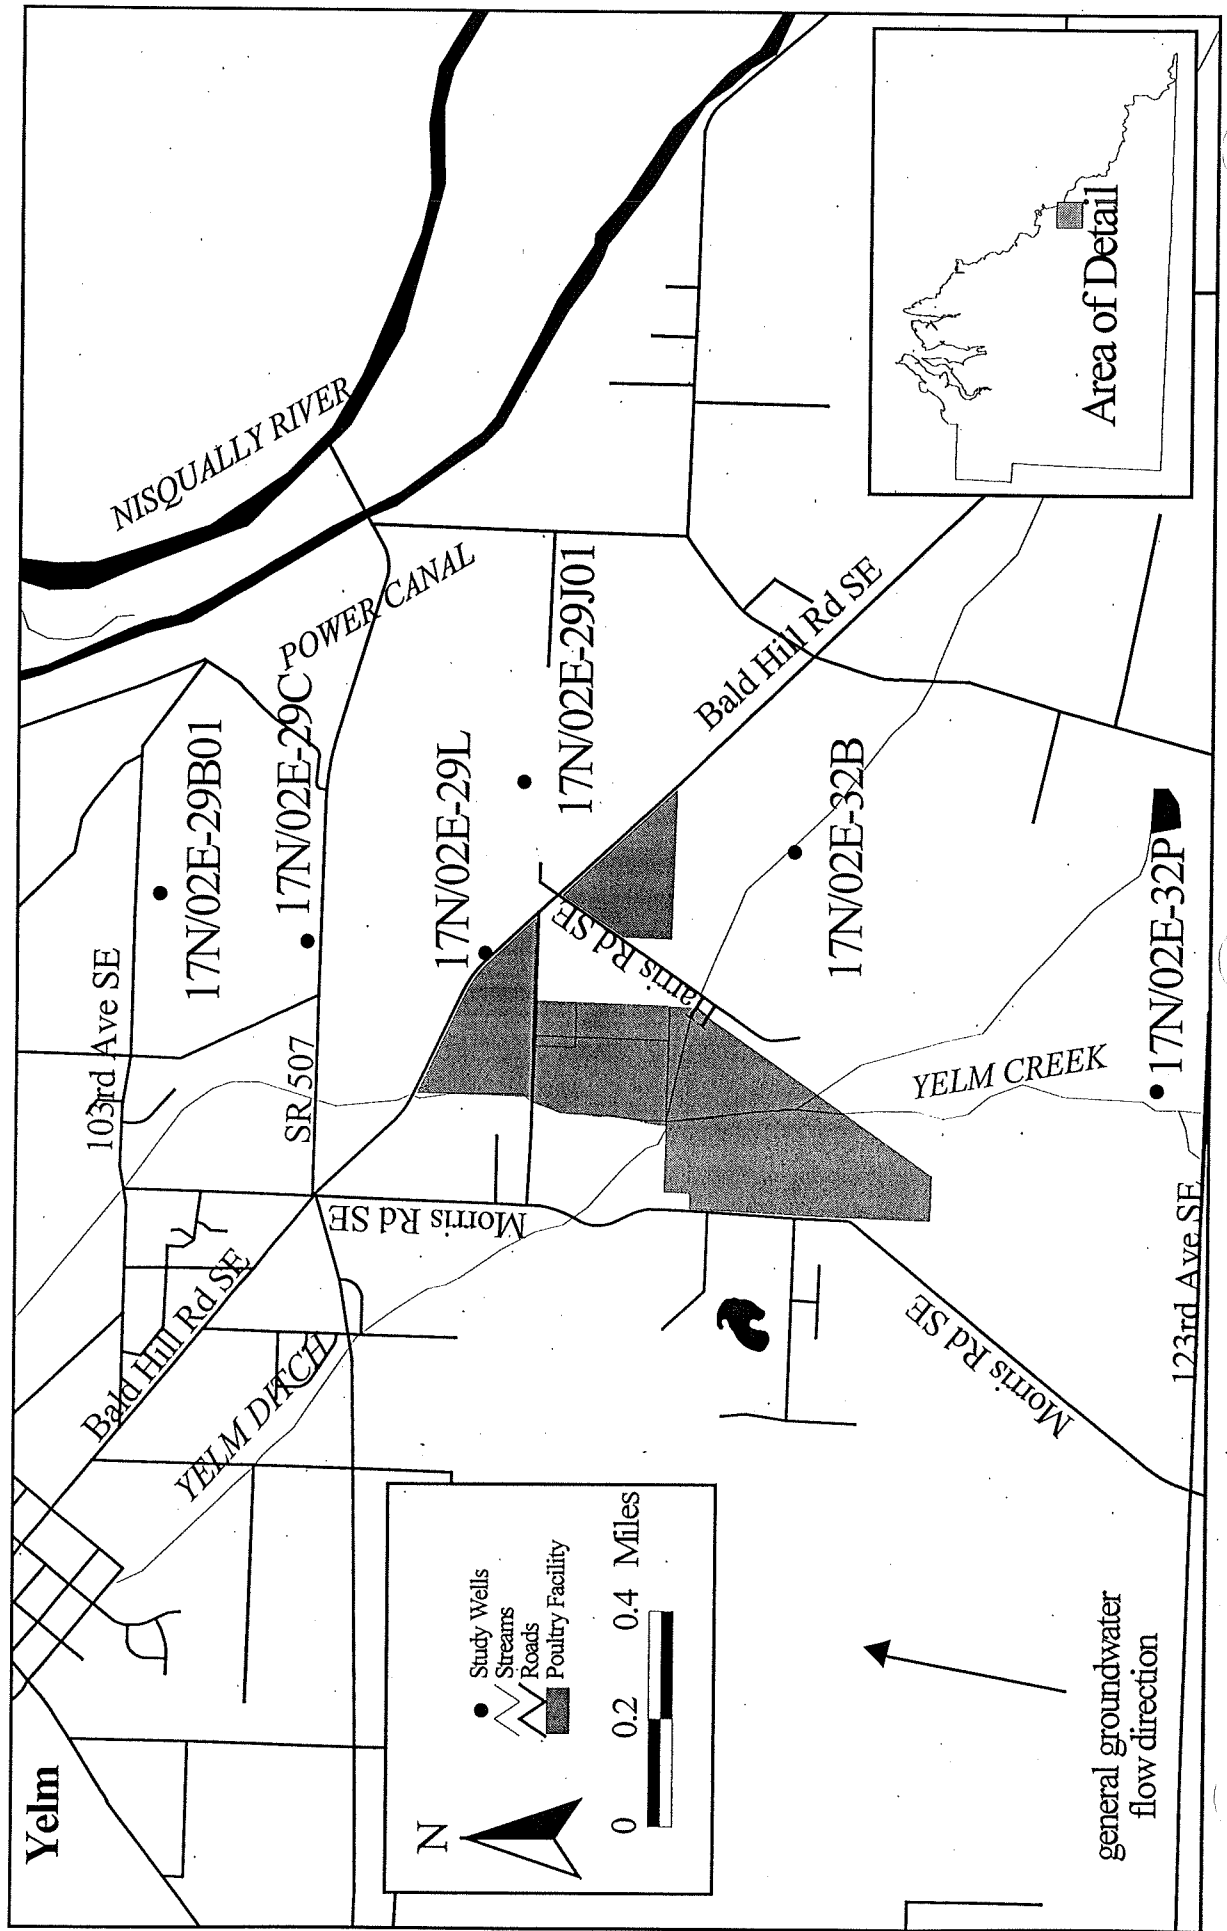 Yelm
Bald Hill Rd SE
103rd Ave SE
NISQUALLY RIVER
17N/02E-29B01
YELM DITCH
SR 507
17N/02E-29C
POWER CANAL
Morris Rd SE
17N/02E-29L
17N/02E-29J01
Harris Rd SE
Bald Hill Rd SE
17N/02E-32B
Morris Rd SE
YELM CREEK
17N/02E-32P
123rd Ave SE
N
Study Wells
Streams
Roads
Poultry Facility
0 0.2 0.4 Miles
general groundwater
flow direction
Area of Detail